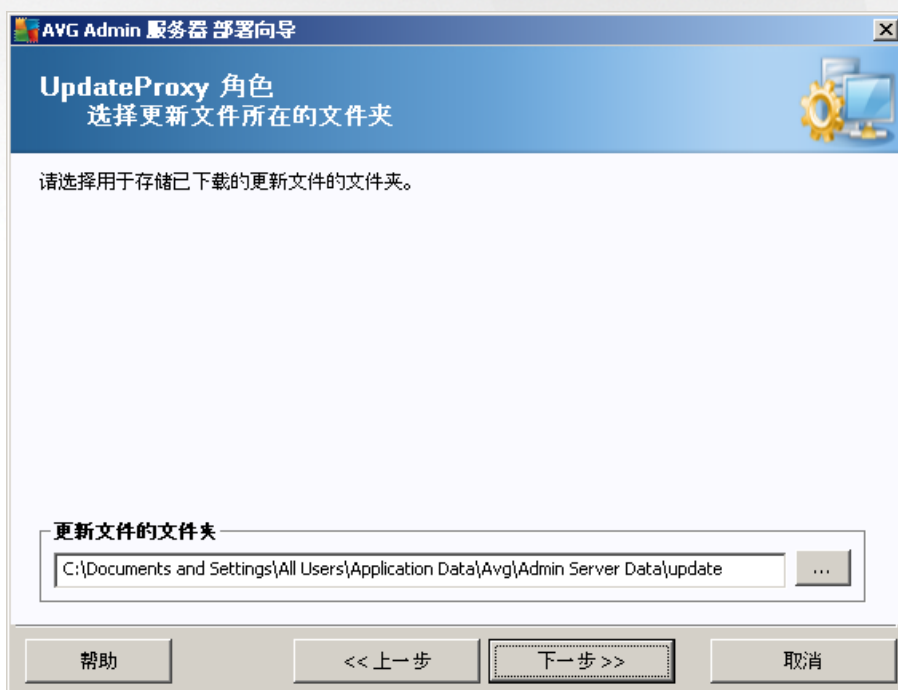 AVG Admin 服务器 部署向导
UpdateProxy 角色
选择更新文件所在的文件夹
请选择用于存储已下载的更新文件的文件夹。
更新文件的文件夹
C:\Documents and Settings\All Users\Application Data\Avg\Admin Server Data\update
...
帮助
<< 上一步
下一步 >>
取消